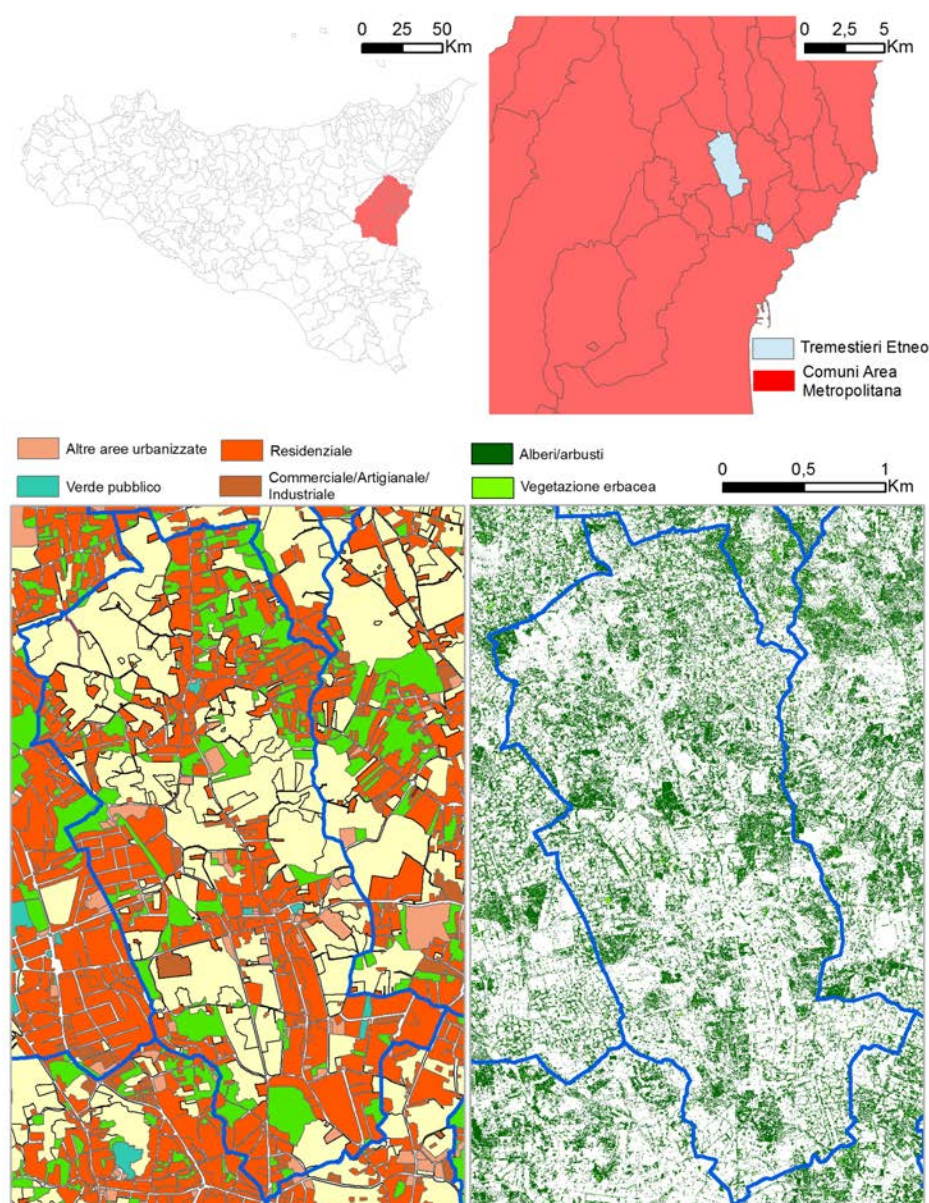 0 25 50
Km
0 2,5 5
Km
Tremestieri Etneo
Comuni Area
Metropolitana
Altre aree urbanizzate
Residenziale
Verde pubblico
Commerciale/Artigianale/
Industriale
Alberi/arbusti
Vegetazione erbacea
0 0,5 1
Km